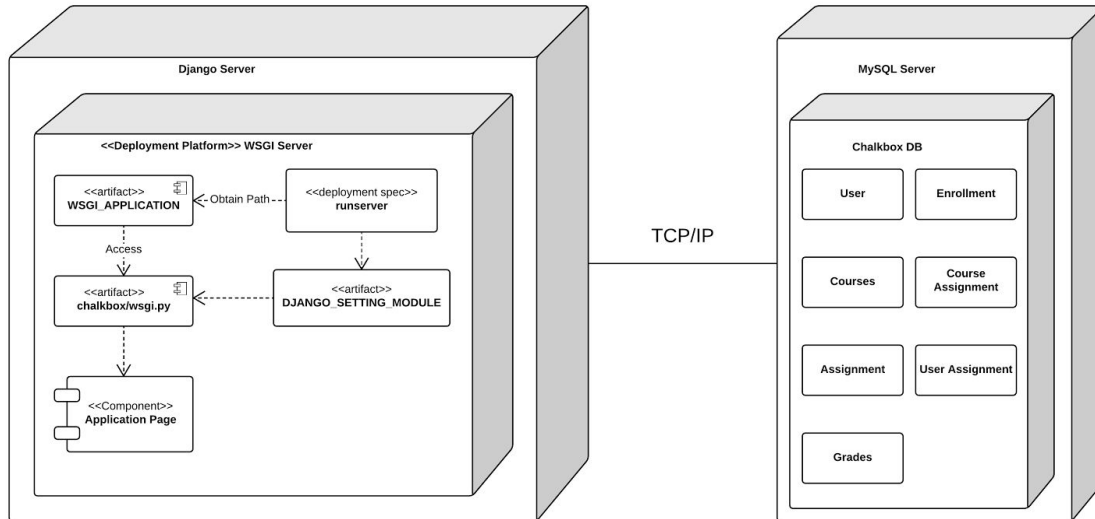 Django Server
<<Deployment Platform>> WSGI Server
<<artifact>>
WSGI_APPLICATION
Obtain Path
<<deployment spec>>
runserver
Access
<<artifact>>
chalkbox/wsgi.py
<<artifact>>
DJANGO_SETTING_MODULE
<<Component>>
Application Page
TCP/IP
MySQL Server
Chalkbox DB
User
Enrollment
Courses
Course
Assignment
Assignment
User Assignment
Grades